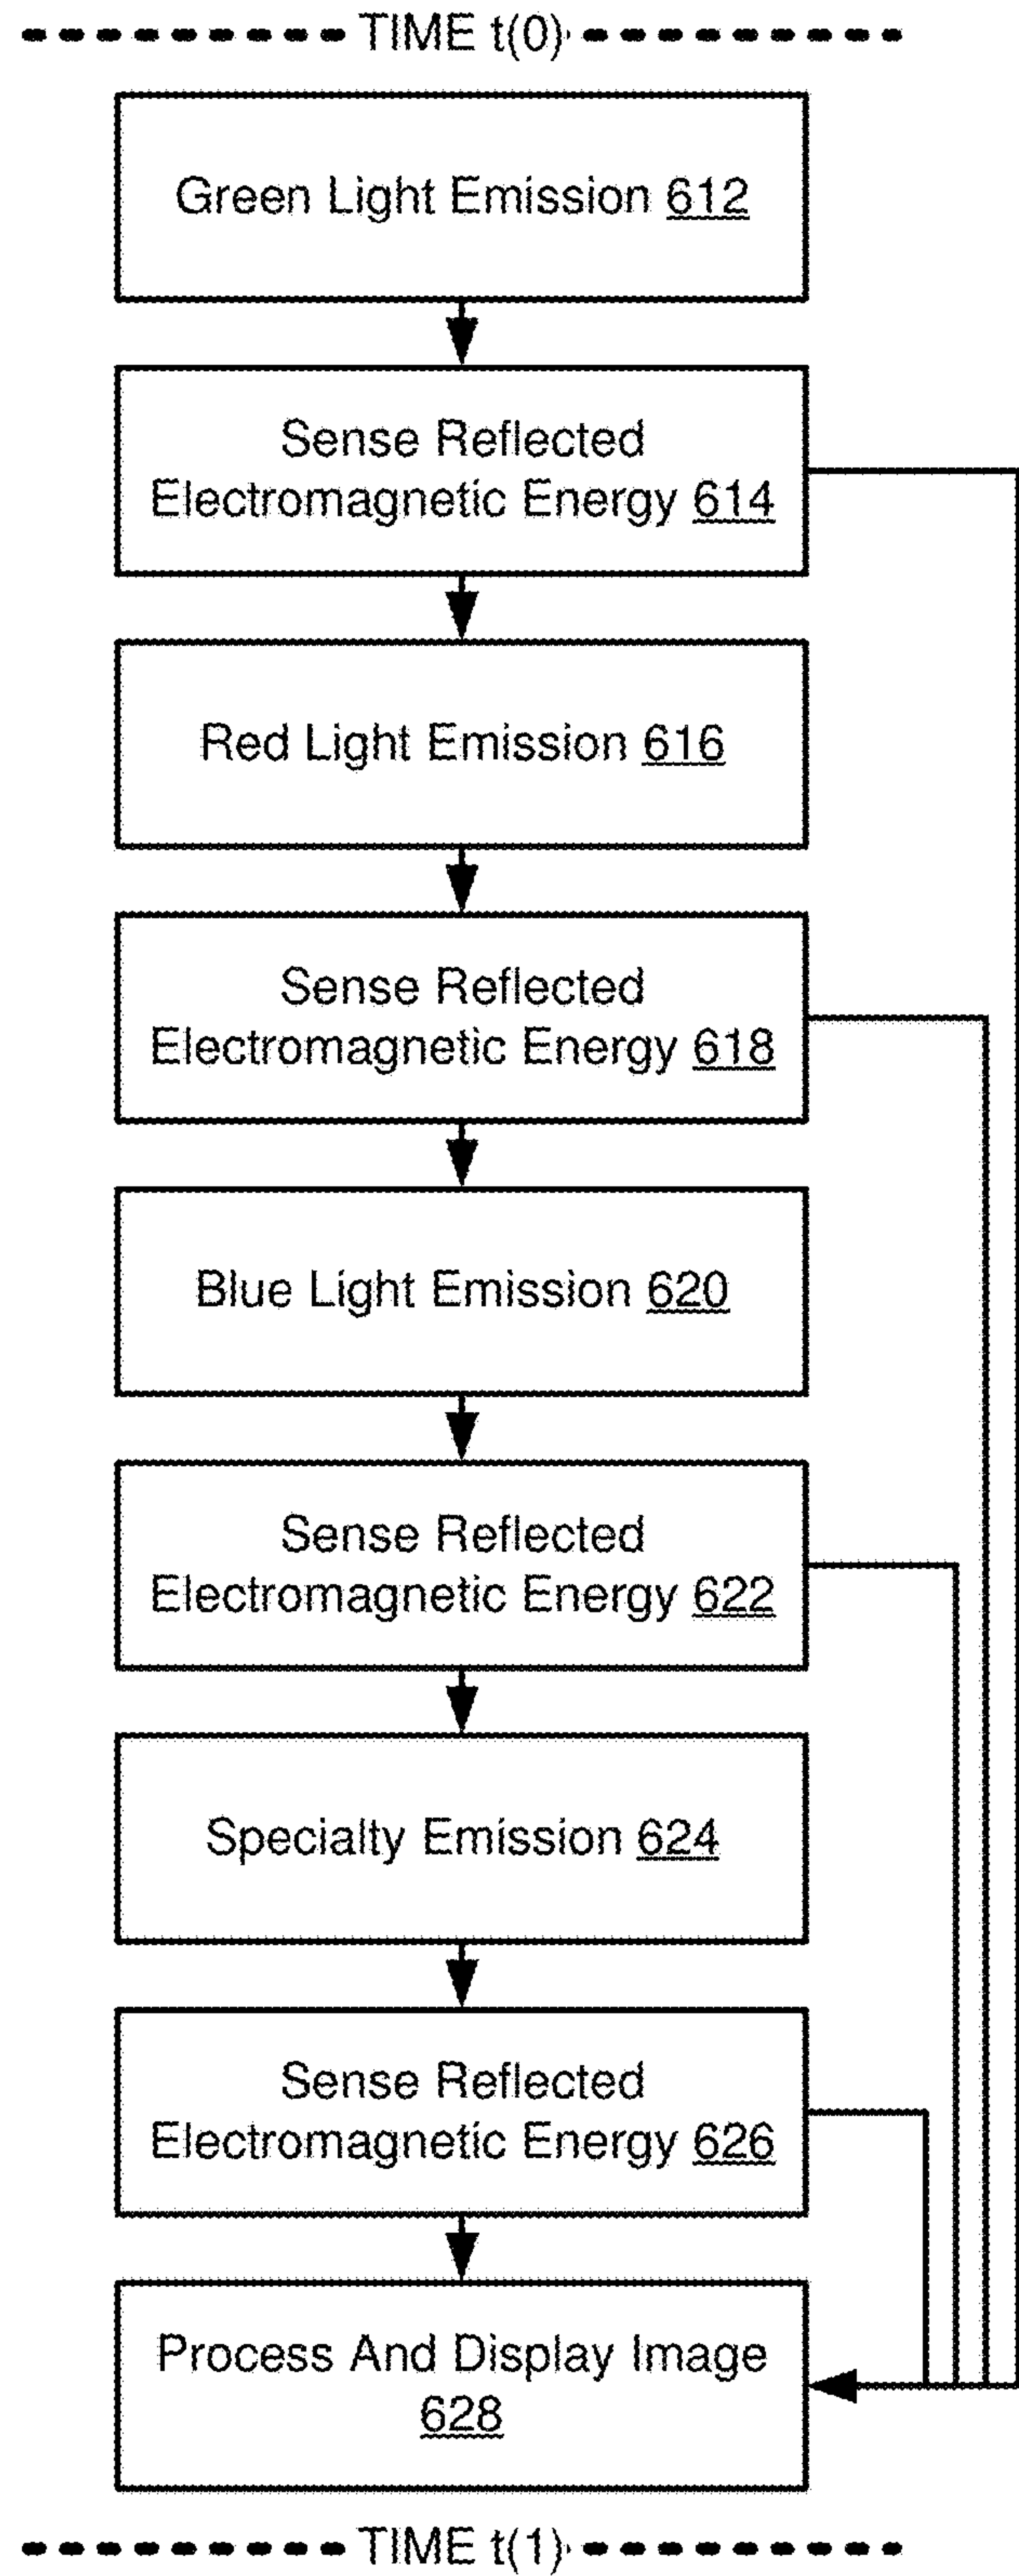 TIME t(0)
Green Light Emission 612
Sense Reflected
Electromagnetic Energy 614
Red Light Emission 616
Sense Reflected
Electromagnetic Energy 618
Blue Light Emission 620
Sense Reflected
Electromagnetic Energy 622
Specialty Emission 624
Sense Reflected
Electromagnetic Energy 626
Process And Display Image
628
TIME t(1)